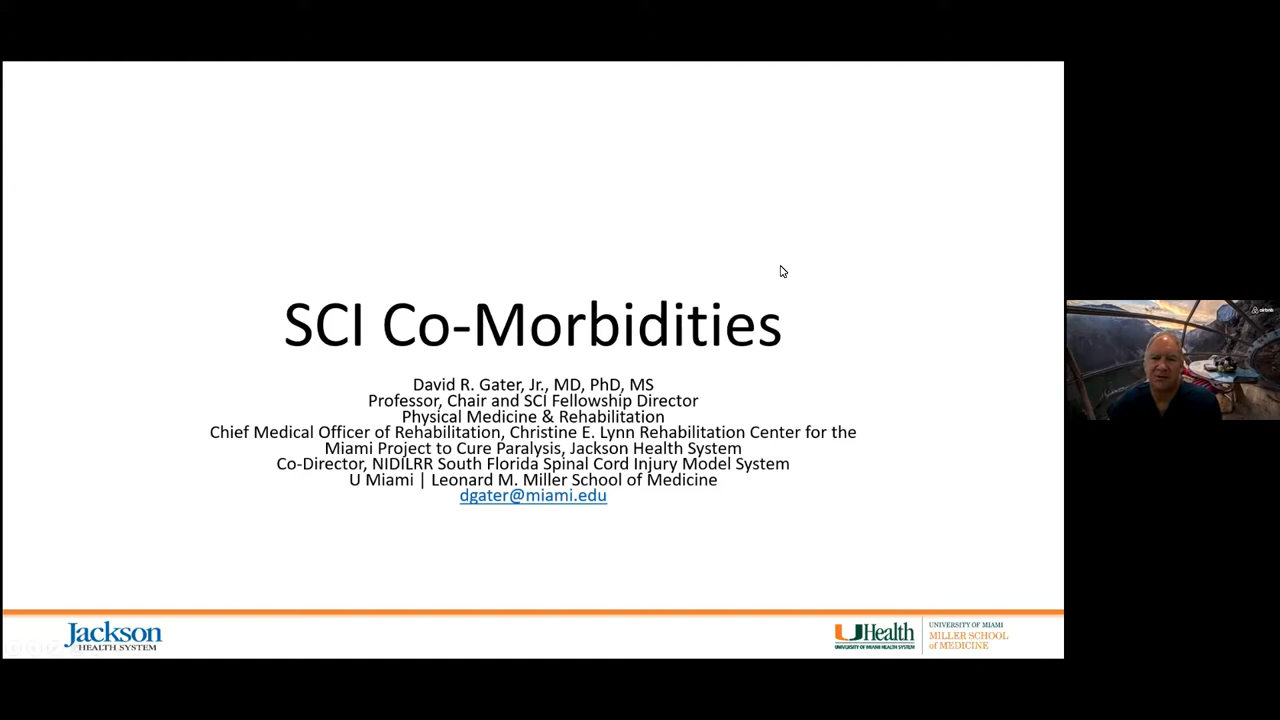 SCI Co-Morbidities
David R. Gater, Jr., MD, PhD, MS
Professor, Chair and SCI Fellowship Director
Physical Medicine & Rehabilitation
Chief Medical Officer of Rehabilitation, Christine E. Lynn Rehabilitation Center for the
Miami Project to Cure Paralysis, Jackson Health System
Co-Director, NIDILRR South Florida Spinal Cord Injury Model System
U Miami | Leonard M. Miller School of Medicine
dgater@miami.edu
airbnb
Jackson
HEALTH SYSTEM
UHealth
UNIVERSITY OF MIAMI HEALTH SYSTEM
UNIVERSITY OF MIAMI
MILLER SCHOOL
of MEDICINE